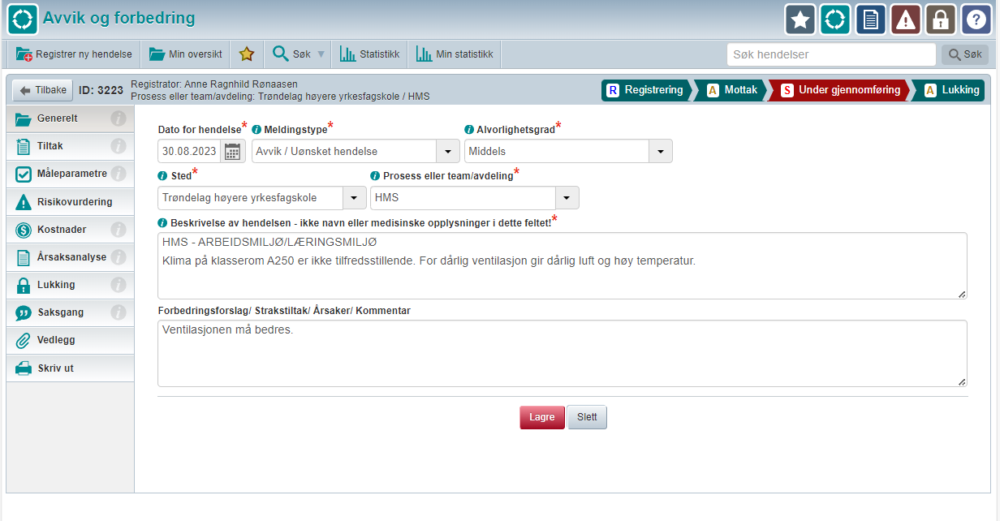 Avvik og forbedring
?
Registrer ny hendelse
Min oversikt
Søk
Statistikk
Min statistikk
Søk hendelser
Søk
Tilbake
ID: 3223
Registrator: Anne Ragnhild Rønaasen
Prosess eller team/avdeling: Trøndelag høyere yrkesfagskole / HMS
R Registrering
A Mottak
S Under gjennomføring
A Lukking
Generelt
Tiltak
Måleparametre
Risikovurdering
Kostnader
Årsaksanalyse
Lukking
Saksgang
Vedlegg
Skriv ut
Dato for hendelse* Meldingstype* Alvorlighetsgrad*
30.08.2023 Avvik / Uønsket hendelse Middels
Sted* Prosess eller team/avdeling*
Trøndelag høyere yrkesfagskole HMS
Beskrivelse av hendelsen - ikke navn eller medisinske opplysninger i dette feltet!*
HMS - ARBEIDSMILJØ/LÆRINGSMILJØ
Klima på klasserom A250 er ikke tilfredsstillende. For dårlig ventilasjon gir dårlig luft og høy temperatur.
Forbedringsforslag/ Strakstiltak/ Årsaker/ Kommentar
Ventilasjonen må bedres.
Lagre Slett